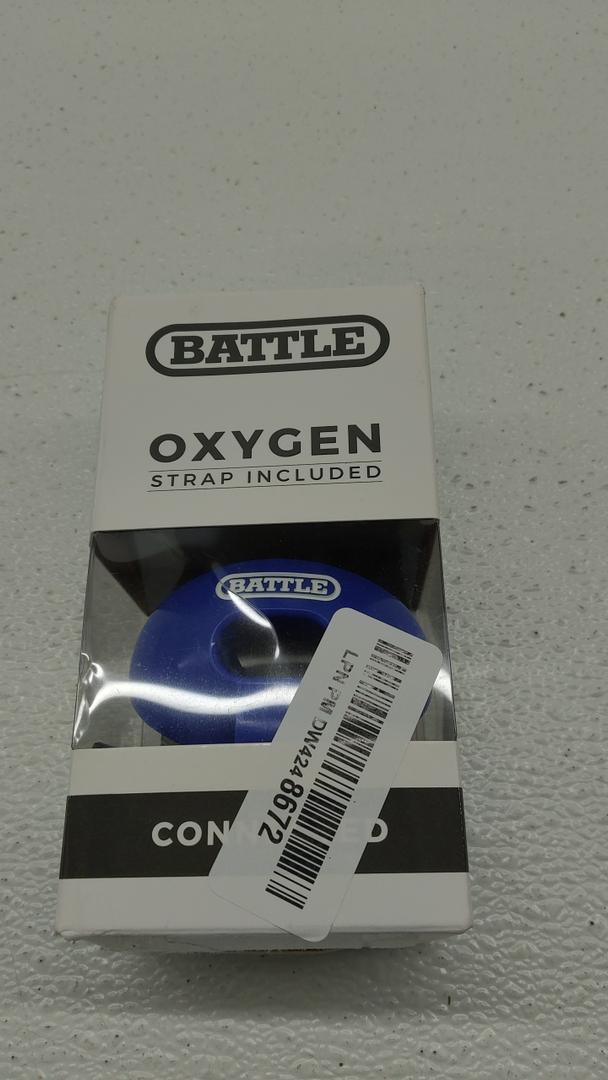 BATTLE
OXYGEN
STRAP INCLUDED
BATTLE
LPN PM DW424 8672